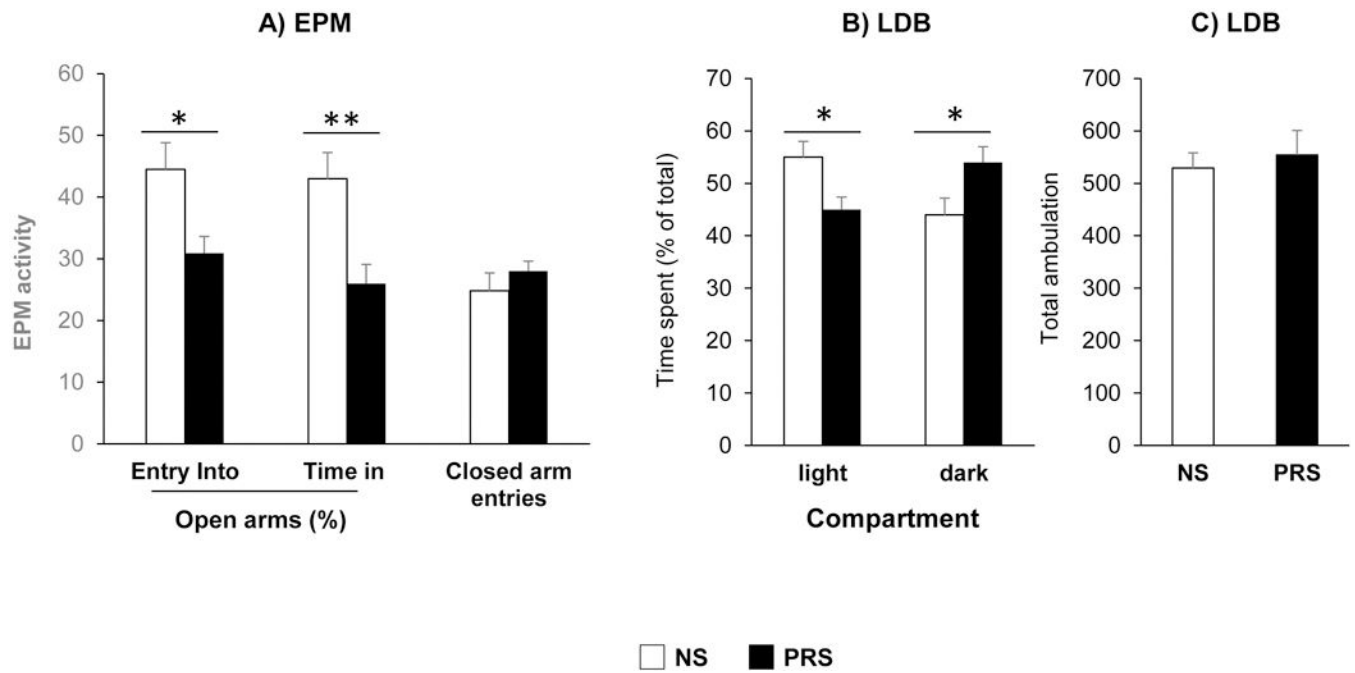 A) EPM
60
50
40
30
20
10
0
EPM activity
*
**
Entry Into
Time in
Closed arm
entries
Open arms (%)
B) LDB
70
60
50
40
30
20
10
0
Time spent (% of total)
*
*
light
dark
Compartment
C) LDB
700
600
500
400
300
200
100
0
Total ambulation
NS
PRS
NS
PRS